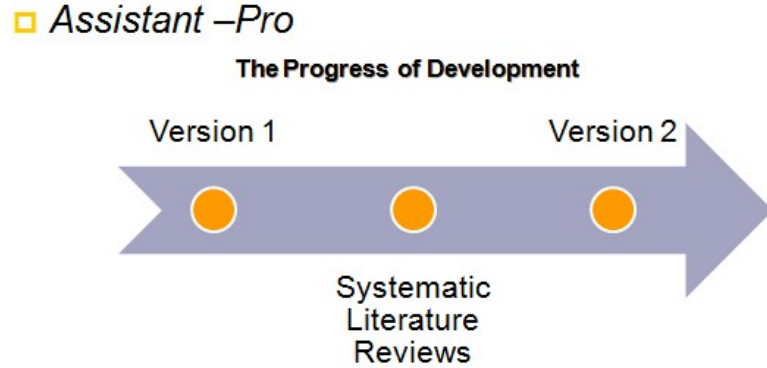 Assistant –Pro
The Progress of Development
Version 1
Version 2
Systematic
Literature
Reviews